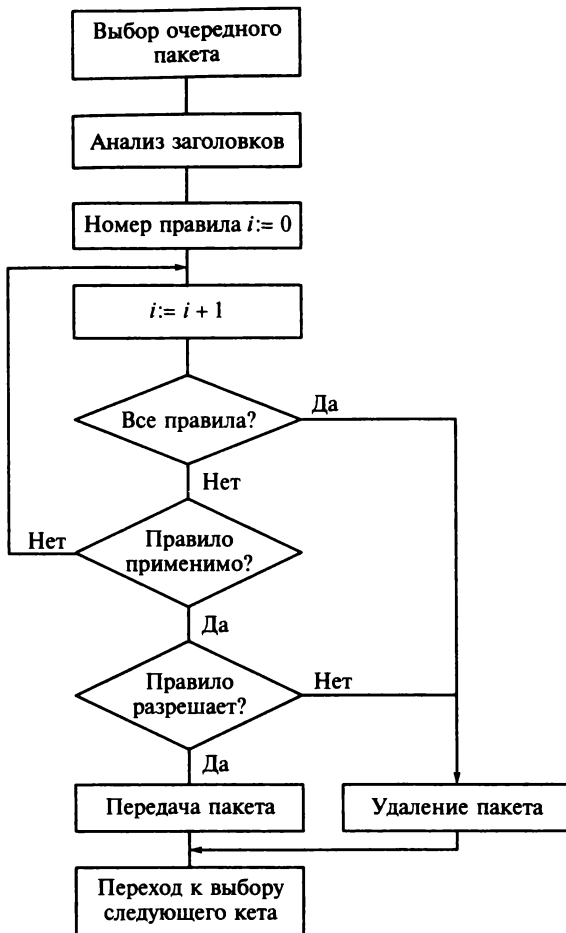 Выбор очередного
пакета
Анализ заголовков
Номер правила i:= 0
i:= i + 1
Все правила?
Да
Нет
Правило
применимо?
Нет
Да
Правило
разрешает?
Нет
Да
Передача пакета
Удаление пакета
Переход к выбору
следующего кета